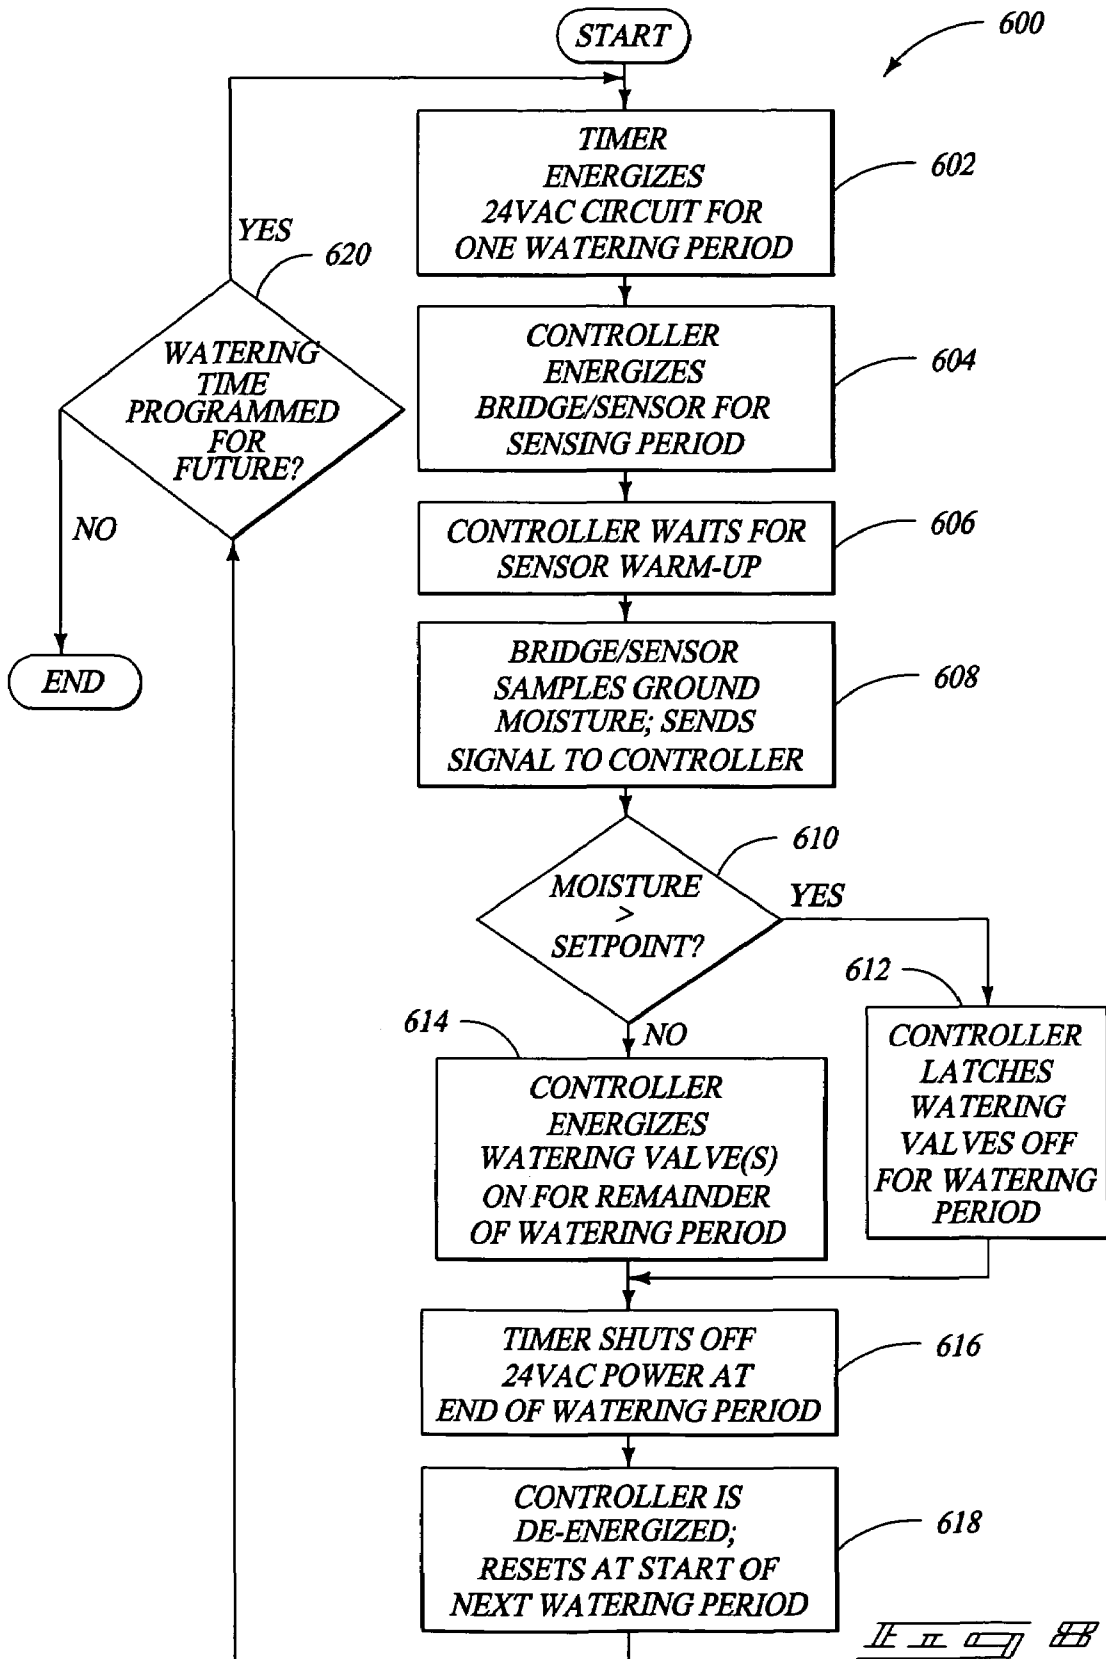 START
600
TIMER
ENERGIZES
24VAC CIRCUIT FOR
ONE WATERING PERIOD
602
YES
620
WATERING
TIME
PROGRAMMED
FOR
FUTURE?
NO
END
CONTROLLER
ENERGIZES
BRIDGE/SENSOR FOR
SENSING PERIOD
604
CONTROLLER WAITS FOR
SENSOR WARM-UP
606
BRIDGE/SENSOR
SAMPLES GROUND
MOISTURE; SENDS
SIGNAL TO CONTROLLER
608
MOISTURE
>
SETPOINT?
610
YES
NO
612
CONTROLLER
LATCHES
WATERING
VALVES OFF
FOR WATERING
PERIOD
614
CONTROLLER
ENERGIZES
WATERING VALVE(S)
ON FOR REMAINDER
OF WATERING PERIOD
TIMER SHUTS OFF
24VAC POWER AT
END OF WATERING PERIOD
616
CONTROLLER IS
DE-ENERGIZED;
RESETS AT START OF
NEXT WATERING PERIOD
618
Fig 8